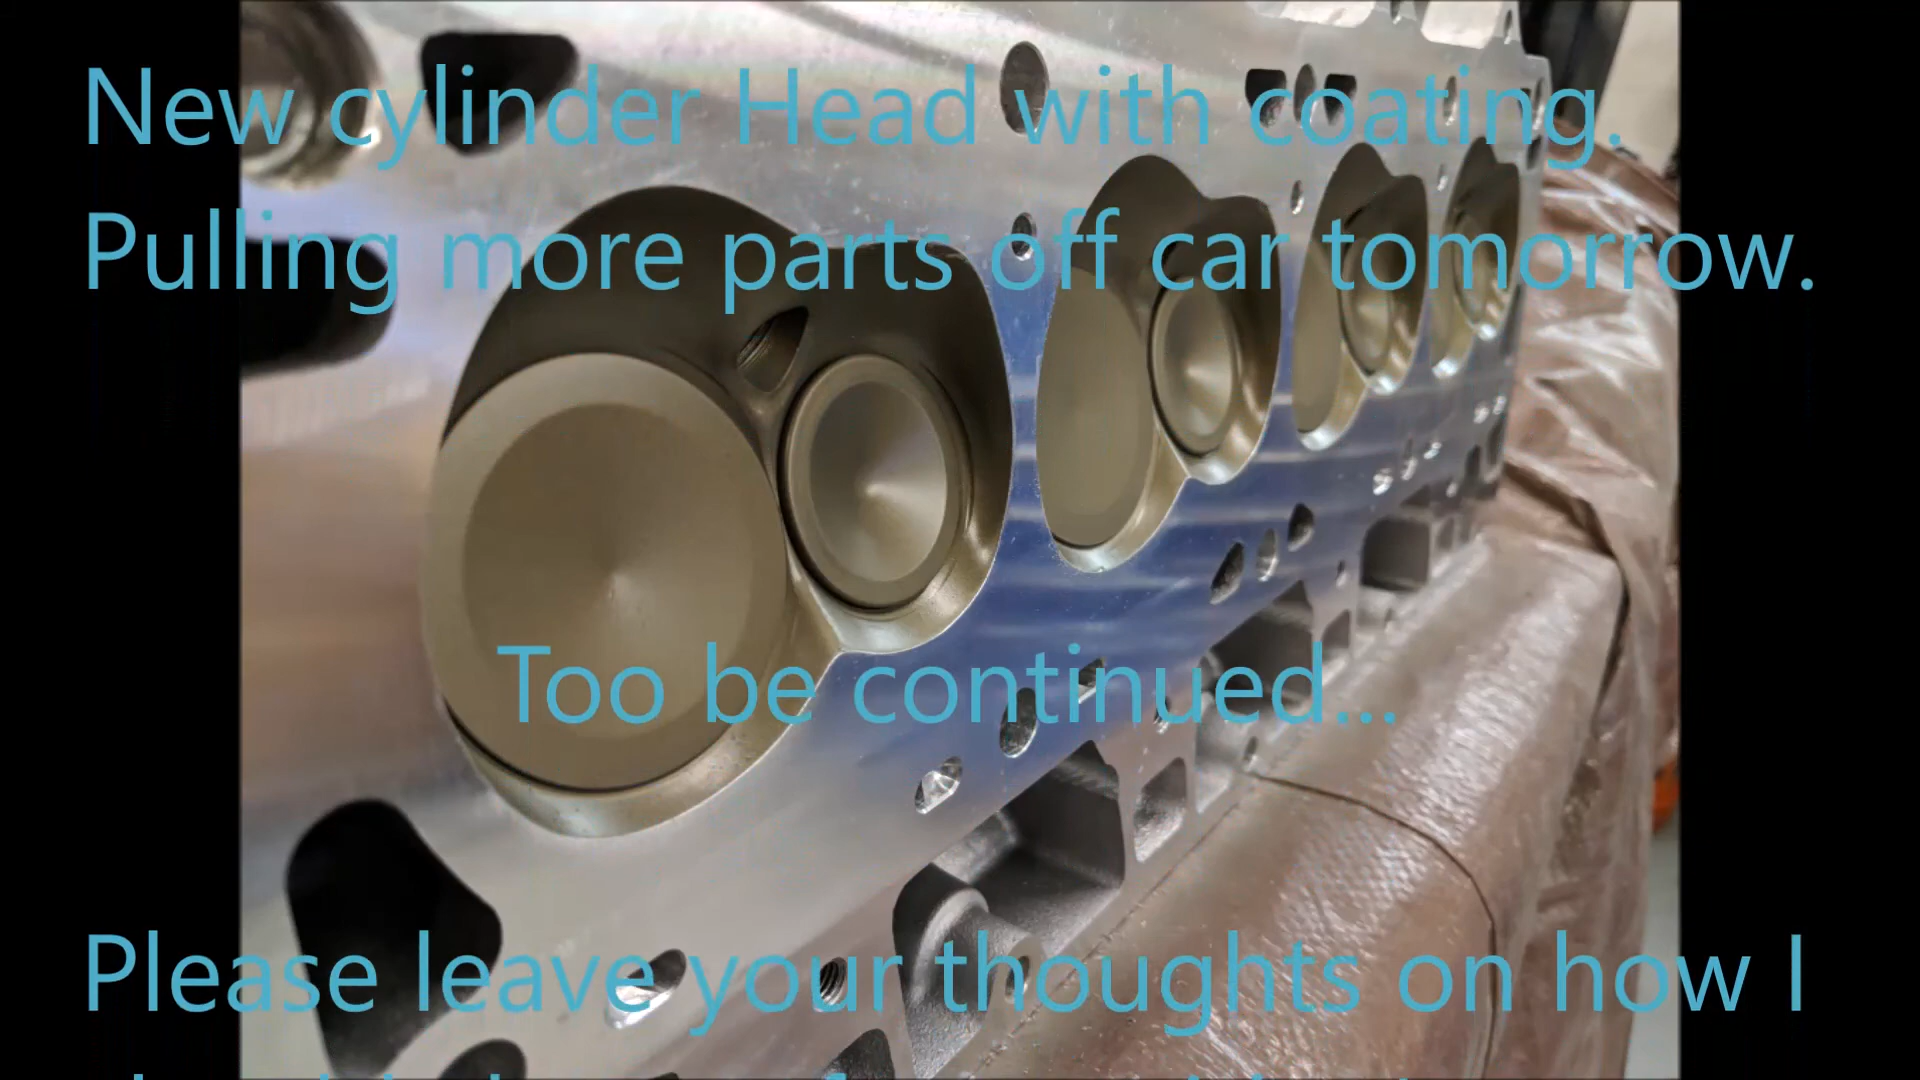 New cylinder Head with coating.
Pulling more parts off car tomorrow.
Too be continued...
Please leave your thoughts on how I